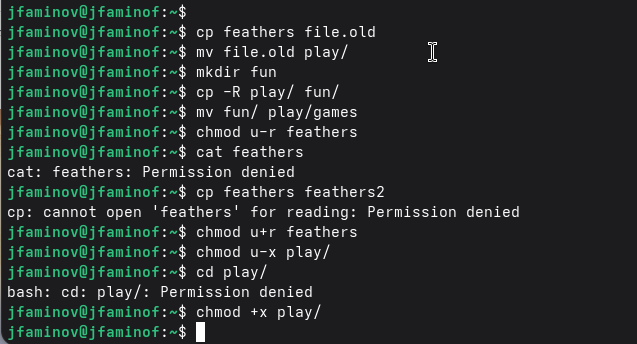 jfaminov@jfaminof:~$
jfaminov@jfaminof:~$ cp feathers file.old
jfaminov@jfaminof:~$ mv file.old play/
jfaminov@jfaminof:~$ mkdir fun
jfaminov@jfaminof:~$ cp -R play/ fun/
jfaminov@jfaminof:~$ mv fun/ play/games
jfaminov@jfaminof:~$ chmod u-r feathers
jfaminov@jfaminof:~$ cat feathers
cat: feathers: Permission denied
jfaminov@jfaminof:~$ cp feathers feathers2
cp: cannot open 'feathers' for reading: Permission denied
jfaminov@jfaminof:~$ chmod u+r feathers
jfaminov@jfaminof:~$ chmod u-x play/
jfaminov@jfaminof:~$ cd play/
bash: cd: play/: Permission denied
jfaminov@jfaminof:~$ chmod +x play/
jfaminov@jfaminof:~$